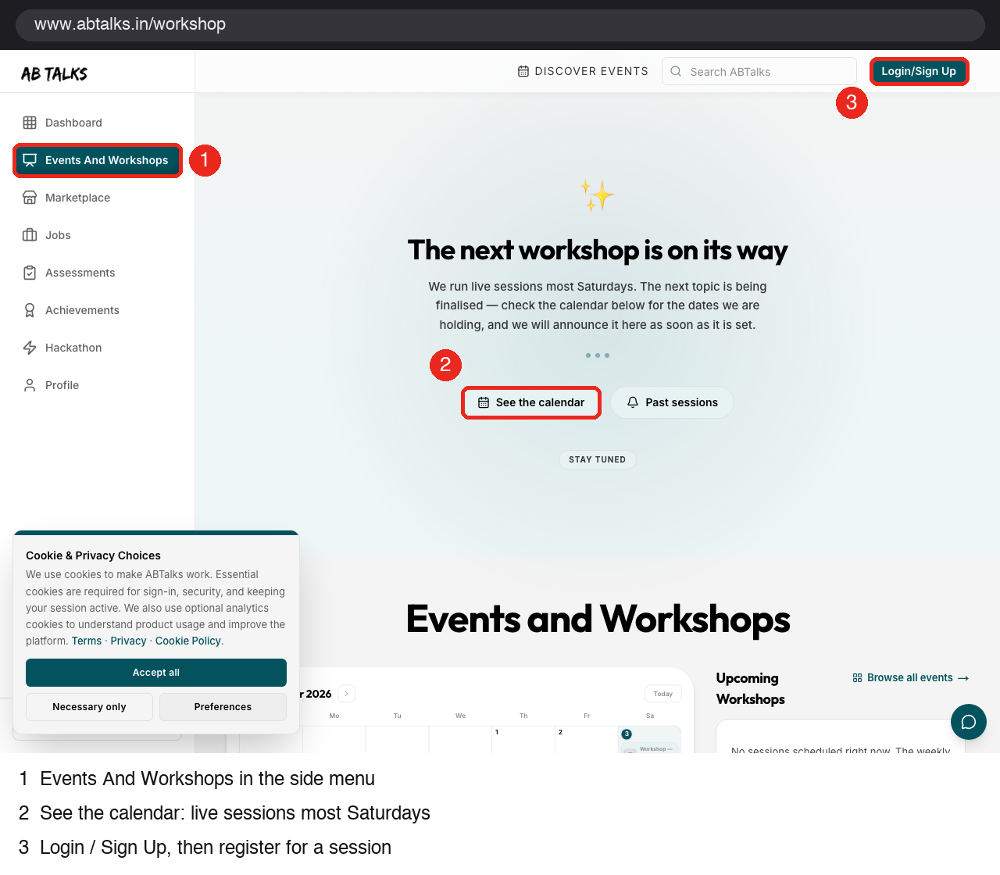 www.abtalks.in/workshop
AB TALKS
DISCOVER EVENTS
Search ABTalks
Login/Sign Up
3
Dashboard
Events And Workshops
1
Marketplace
Jobs
Assessments
Achievements
Hackathon
Profile
The next workshop is on its way
We run live sessions most Saturdays. The next topic is being
finalised — check the calendar below for the dates we are
holding, and we will announce it here as soon as it is set.
2
See the calendar
Past sessions
STAY TUNED
Cookie & Privacy Choices
We use cookies to make ABTalks work. Essential
cookies are required for sign-in, security, and keeping
your session active. We also use optional analytics
cookies to understand product usage and improve the
platform. Terms · Privacy · Cookie Policy.
Accept all
Necessary only
Preferences
Events and Workshops
r 2026
Today
Mo Tu We Th Fr Sa
1 2 3
Workshop —
Upcoming
Workshops
Browse all events →
No sessions scheduled right now. The weekly
1 Events And Workshops in the side menu
2 See the calendar: live sessions most Saturdays
3 Login / Sign Up, then register for a session